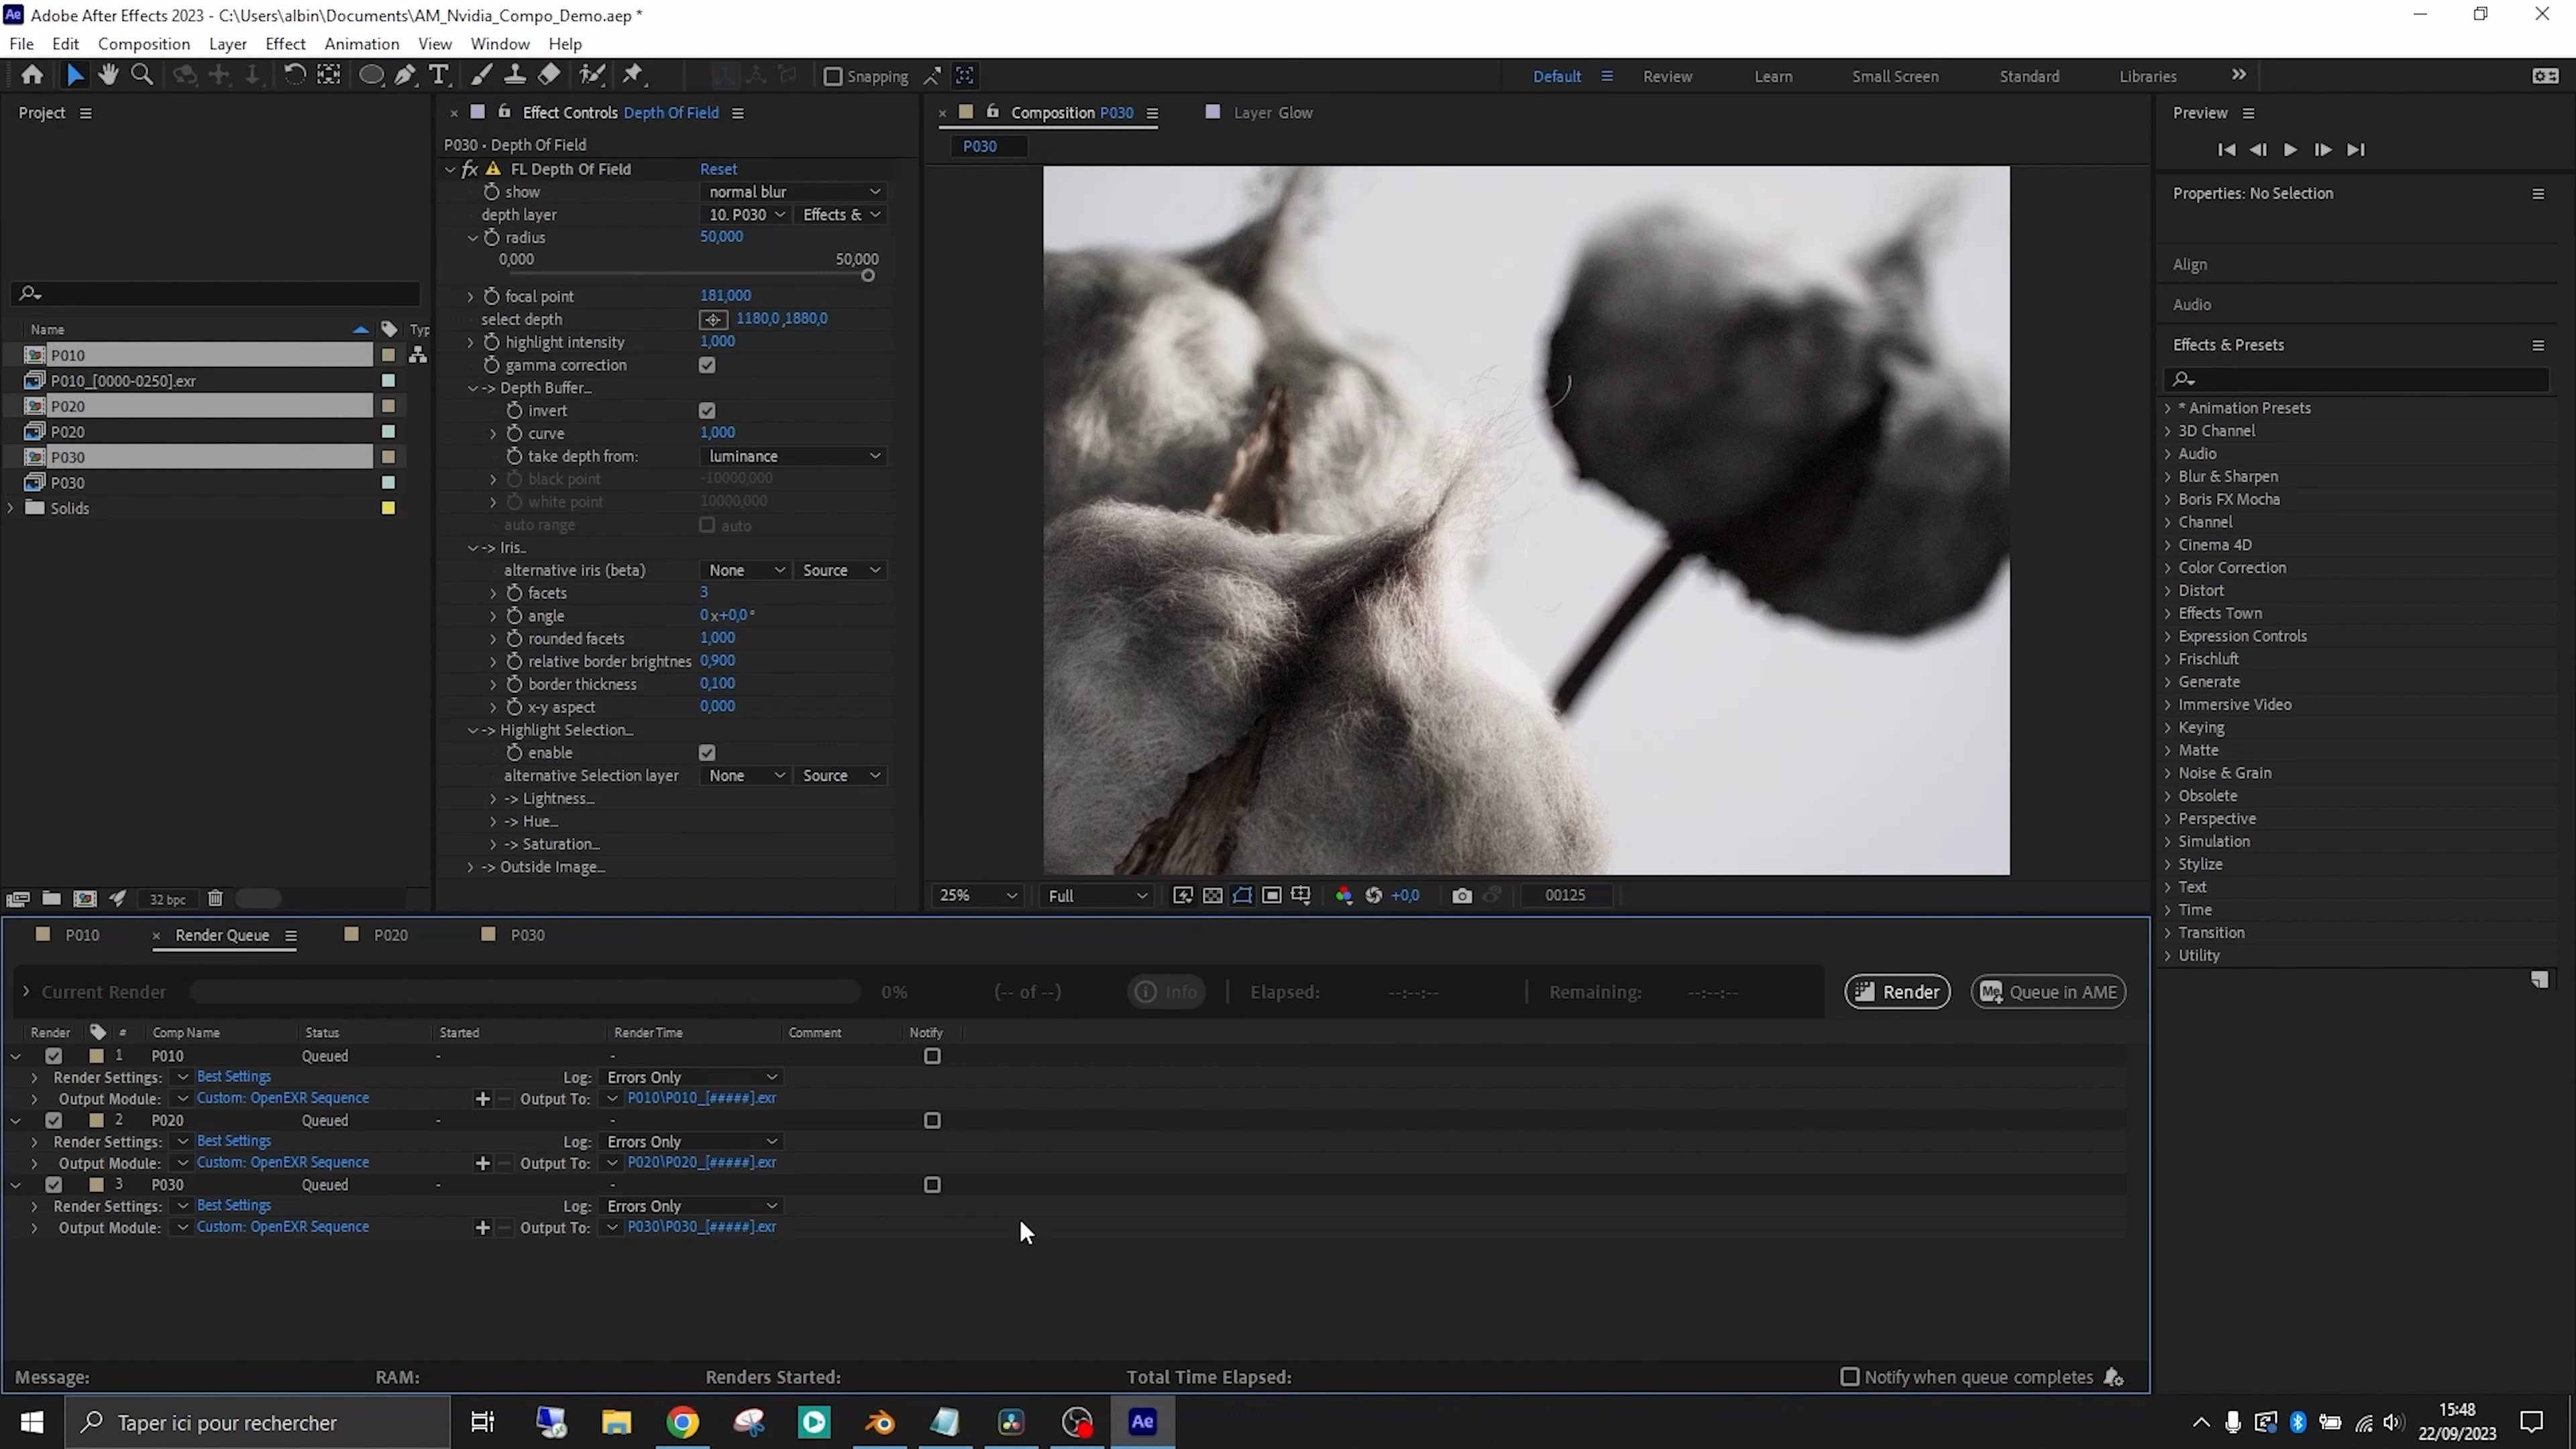 Adobe After Effects 2023 - C:\Users\albin\Documents\AM_Nvidia_Compo_Demo.aep *
File Edit Composition Layer Effect Animation View Window Help
Snapping Default Review Learn Small Screen Standard Libraries
Project
Name Typ
P010
P010_[0000-0250].exr
P020
P020
P030
P030
Solids
32 bpc
Effect Controls Depth Of Field
P030 • Depth Of Field
fx FL Depth Of Field Reset
show normal blur
depth layer 10. P030 Effects &
radius 50,000
0,000 50,000
focal point 181,000
select depth 1180,0 ,1880,0
highlight intensity 1,000
gamma correction
-> Depth Buffer...
invert
curve 1,000
take depth from: luminance
black point -10000,000
white point 10000,000
auto range auto
-> Iris...
alternative iris (beta) None Source
facets 3
angle 0 x+0,0 °
rounded facets 1,000
relative border brightnes 0,900
border thickness 0,100
x-y aspect 0,000
-> Highlight Selection...
enable
alternative Selection layer None Source
-> Lightness...
-> Hue...
-> Saturation...
-> Outside Image...
Composition P030 Layer Glow
P030
25% Full +0,0 00125
Preview
Properties: No Selection
Align
Audio
Effects & Presets
* Animation Presets
3D Channel
Audio
Blur & Sharpen
Boris FX Mocha
Channel
Cinema 4D
Color Correction
Distort
Effects Town
Expression Controls
Frischluft
Generate
Immersive Video
Keying
Matte
Noise & Grain
Obsolete
Perspective
Simulation
Stylize
Text
Time
Transition
Utility
P010 Render Queue P020 P030
Current Render 0% (-- of --) Info Elapsed: --:--:-- Remaining: --:--:-- Render Me Queue in AME
Render # Comp Name Status Started Render Time Comment Notify
1 P010 Queued - -
Render Settings: Best Settings Log: Errors Only
Output Module: Custom: OpenEXR Sequence Output To: P010\P010_[#####].exr
2 P020 Queued - -
Render Settings: Best Settings Log: Errors Only
Output Module: Custom: OpenEXR Sequence Output To: P020\P020_[#####].exr
3 P030 Queued - -
Render Settings: Best Settings Log: Errors Only
Output Module: Custom: OpenEXR Sequence Output To: P030\P030_[#####].exr
Message: RAM: Renders Started: Total Time Elapsed: Notify when queue completes
Taper ici pour rechercher Ae 15:48
22/09/2023